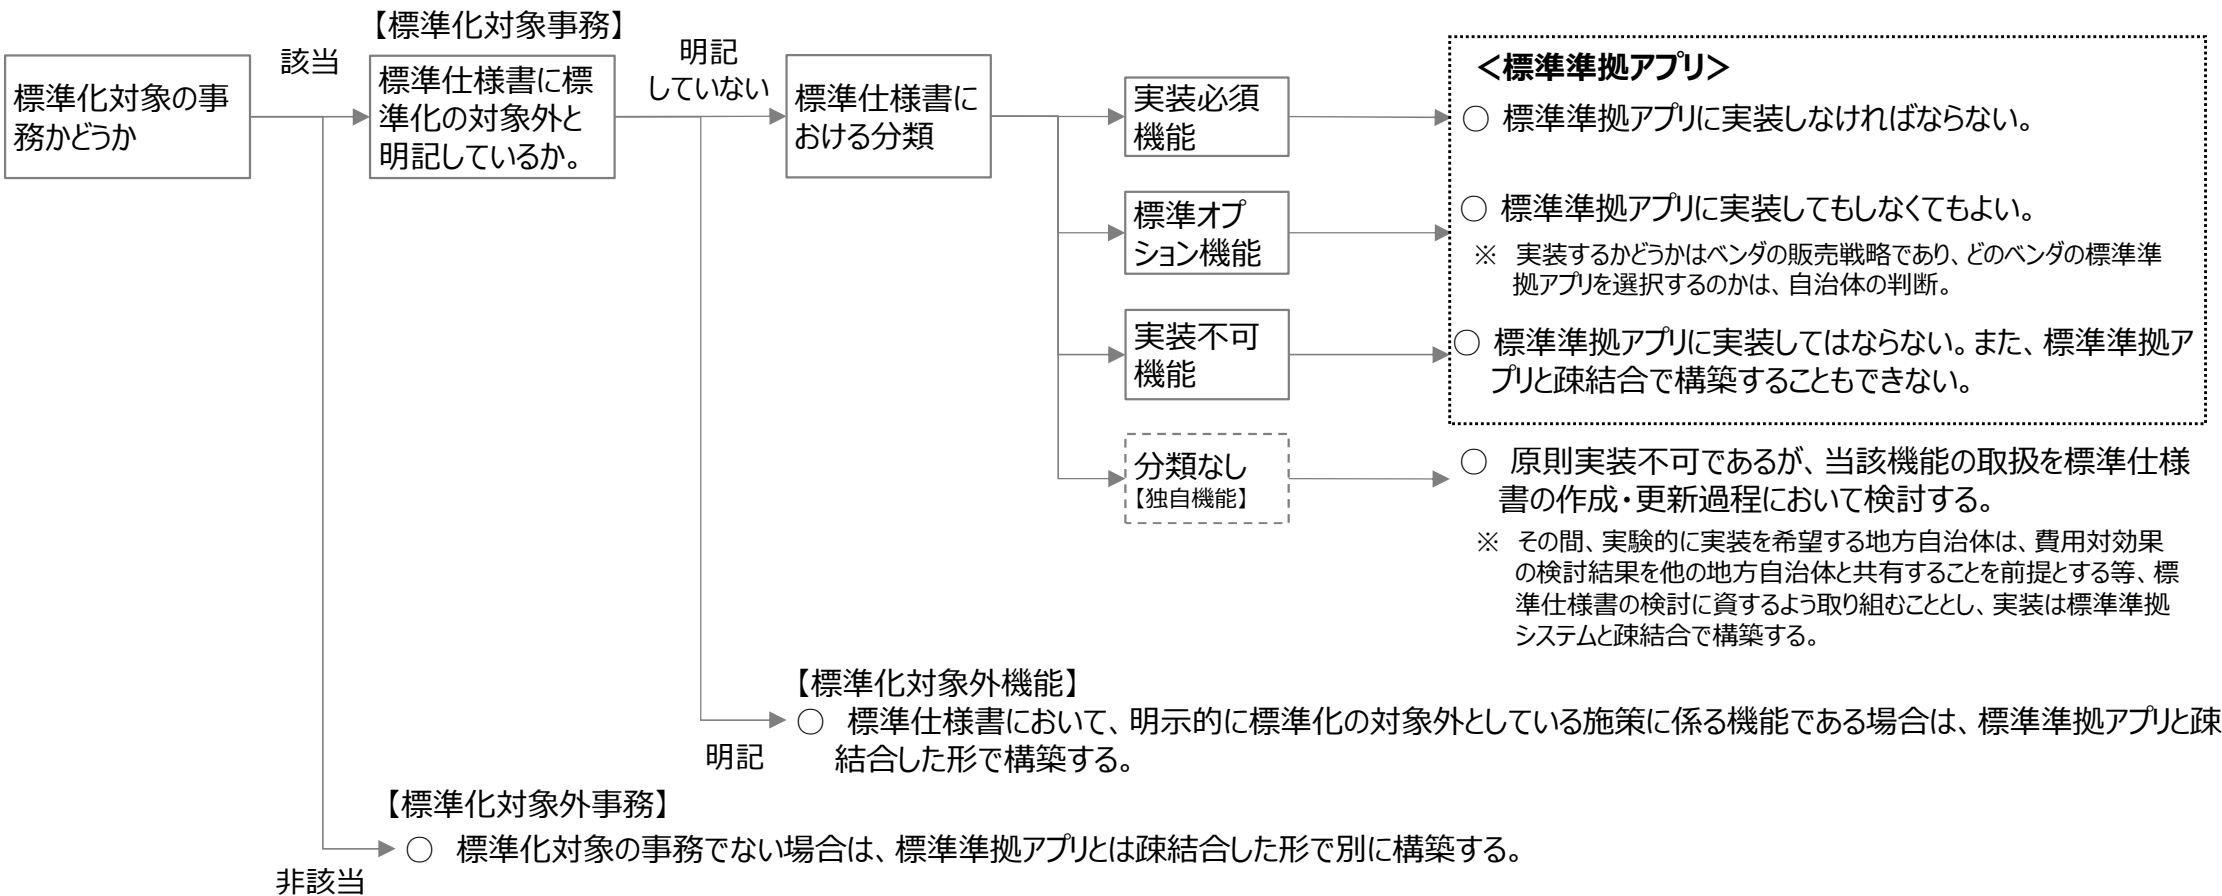 【標準化対象事務】
標準化対象の事
務かどうか
該当
標準仕様書に標
準化の対象外と
明記しているか。
明記
していない
標準仕様書に
おける分類
実装必須
機能
標準オプ
ション機能
実装不可
機能
分類なし
【独自機能】
＜標準準拠アプリ＞
○ 標準準拠アプリに実装しなければならない。
○ 標準準拠アプリに実装してもしなくてもよい。
※ 実装するかどうかはベンダの販売戦略であり、どのベンダの標準準
拠アプリを選択するのかは、自治体の判断。
○ 標準準拠アプリに実装してはならない。また、標準準拠ア
プリと疎結合で構築することもできない。
○ 原則実装不可であるが、当該機能の取扱を標準仕様
書の作成・更新過程において検討する。
※ その間、実験的に実装を希望する地方自治体は、費用対効果
の検討結果を他の地方自治体と共有することを前提とする等、標
準仕様書の検討に資するよう取り組むこととし、実装は標準準拠
システムと疎結合で構築する。
【標準化対象外機能】
○ 標準仕様書において、明示的に標準化の対象外としている施策に係る機能である場合は、標準準拠アプリと疎
結合した形で構築する。
明記
【標準化対象外事務】
○ 標準化対象の事務でない場合は、標準準拠アプリとは疎結合した形で別に構築する。
非該当